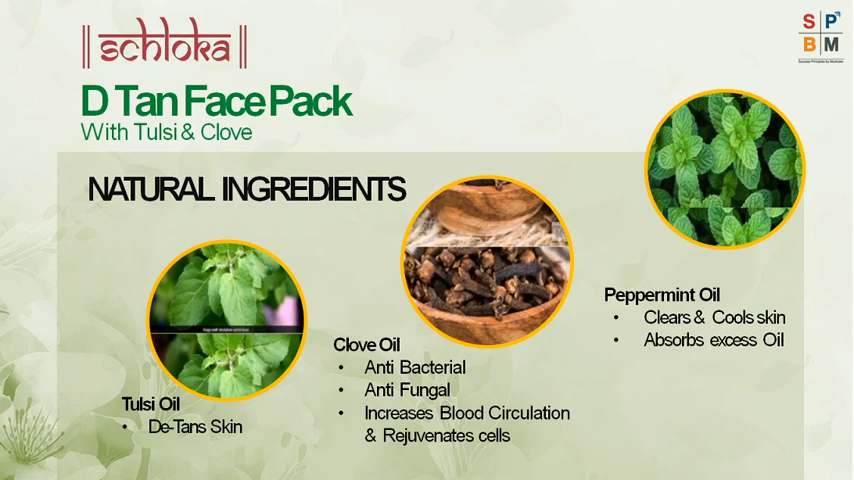 || schloka ||
S P
B M
D Tan Face Pack
With Tulsi & Clove
NATURAL INGREDIENTS
Peppermint Oil
• Clears & Cools skin
• Absorbs excess Oil
Clove Oil
• Anti Bacterial
• Anti Fungal
• Increases Blood Circulation
& Rejuvenates cells
Tulsi Oil
• De-Tans Skin